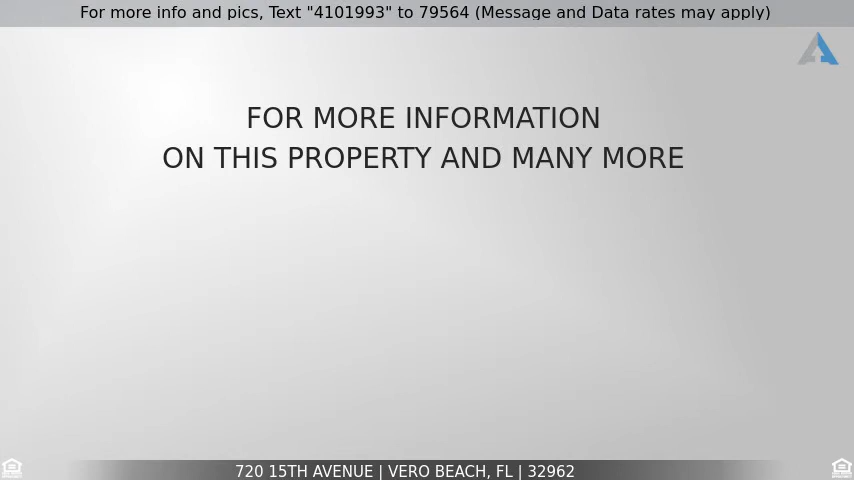 For more info and pics, Text "4101993" to 79564 (Message and Data rates may apply)
FOR MORE INFORMATION
ON THIS PROPERTY AND MANY MORE
720 15TH AVENUE | VERO BEACH, FL | 32962